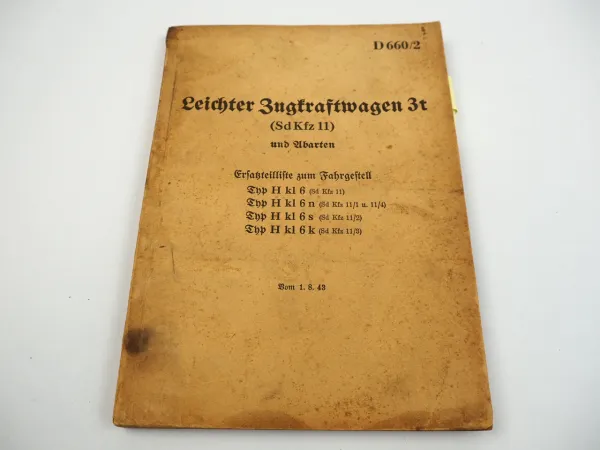 D 660/2
Leichter Zugkraftwagen 3t
(Sd Kfz 11)
und Abarten
Ersatzteilliste zum Fahrgestell
Typ H kl 6 (Sd Kfz 11)
Typ H kl 6 n (Sd Kfz 11/1 u. 11/4)
Typ H kl 6 s (Sd Kfz 11/2)
Typ H kl 6 k (Sd Kfz 11/3)
Vom 1. 8. 43